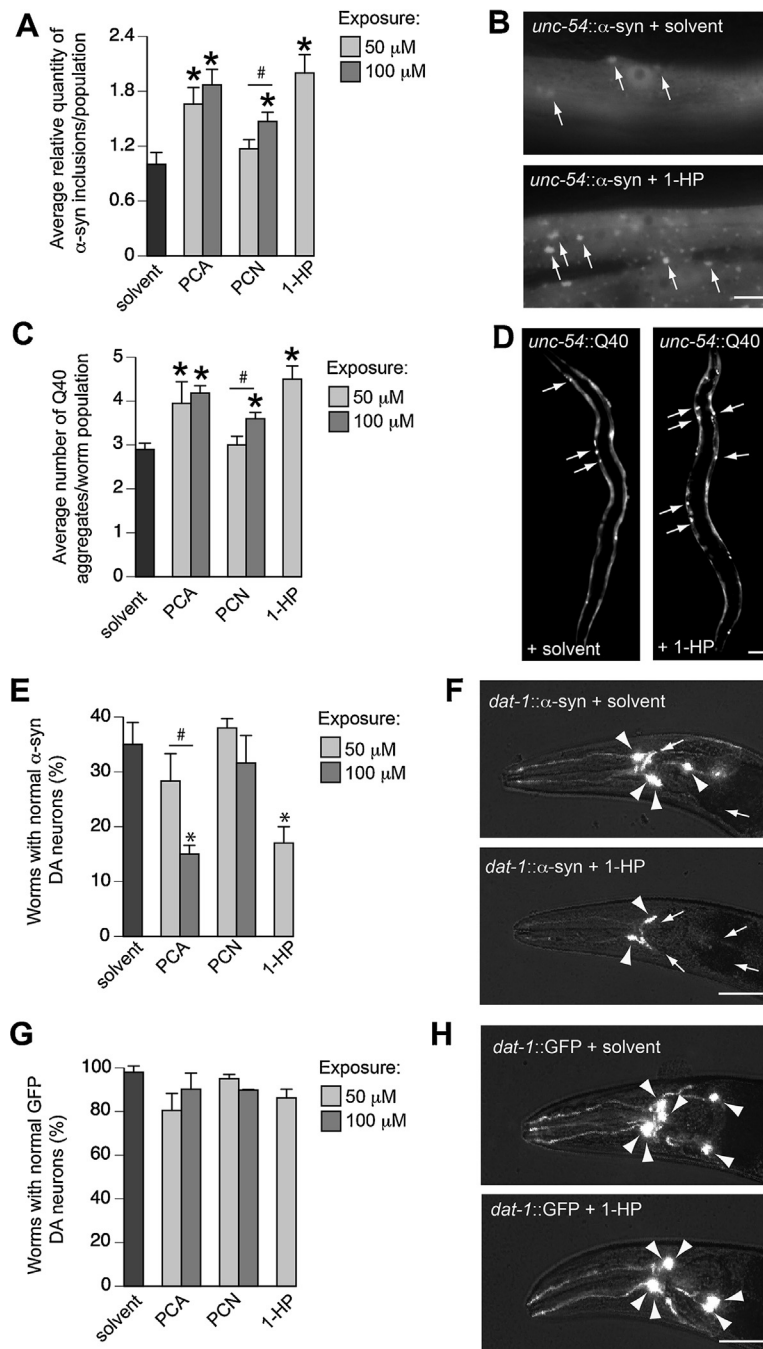 A
Average relative quantity of
α-syn inclusions/population
2.4
1.8
1.2
0.6
0
* * # * *
solvent PCA PCN 1-HP
Exposure:
50 μM
100 μM
B
unc-54::α-syn + solvent
unc-54::α-syn + 1-HP
C
Average number of Q40
aggregates/worm population
5
4
3
2
1
0
* * # * *
solvent PCA PCN 1-HP
Exposure:
50 μM
100 μM
D
unc-54::Q40
+ solvent
unc-54::Q40
+ 1-HP
E
Worms with normal α-syn
DA neurons (%)
40
30
20
10
0
# * *
solvent PCA PCN 1-HP
Exposure:
50 μM
100 μM
F
dat-1::α-syn + solvent
dat-1::α-syn + 1-HP
G
Worms with normal GFP
DA neurons (%)
100
80
60
40
20
0
solvent PCA PCN 1-HP
Exposure:
50 μM
100 μM
H
dat-1::GFP + solvent
dat-1::GFP + 1-HP